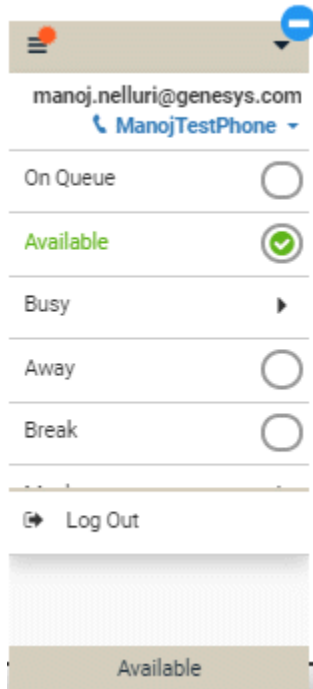 manoj.nelluri@genesys.com
ManojTestPhone
On Queue
Available
Busy
Away
Break
Log Out
Available